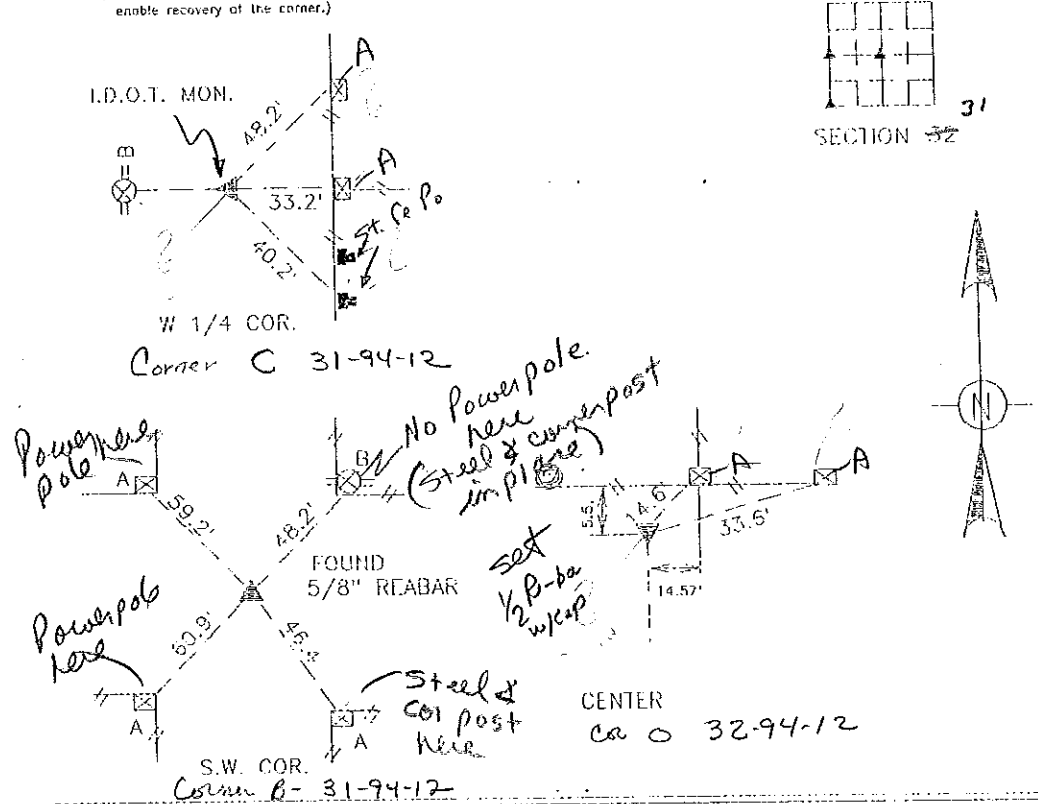 enable recovery of the corner.)
I.D.O.T. MON.
A
48.2'
B
33.2'
A
40.2'
St. Ce Po
W 1/4 COR.
Corner C 31-94-12
31
SECTION 32
N
Powerpole here
A
59.2'
B
48.2'
No Powerpole
here
(Steel & cornerpost
in place)
FOUND
5/8" REABAR
Powerpole
here
60.9'
A
A
Steel &
cor post
here
S.W. COR.
Corner B- 31-94-12
A
A
5.5'
14.6'
33.6'
14.57'
set
1/2 R-bar
w/cap
CENTER
Cor O 32-94-12